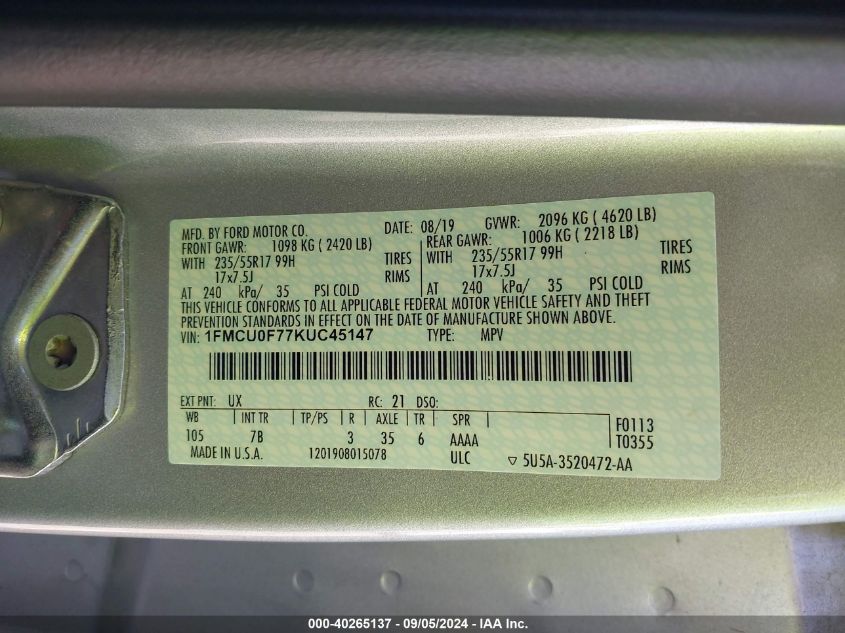 MFD. BY FORD MOTOR CO. DATE: 08/19 GVWR: 2096 KG ( 4620 LB)
FRONT GAWR: 1098 KG ( 2420 LB) REAR GAWR: 1006 KG ( 2218 LB)
WITH 235/55R17 99H TIRES WITH 235/55R17 99H TIRES
17x7.5J RIMS 17x7.5J RIMS
AT 240 kPa/ 35 PSI COLD AT 240 kPa/ 35 PSI COLD
THIS VEHICLE CONFORMS TO ALL APPLICABLE FEDERAL MOTOR VEHICLE SAFETY AND THEFT
PREVENTION STANDARDS IN EFFECT ON THE DATE OF MANUFACTURE SHOWN ABOVE.
VIN: 1FMCU0F77KUC45147 TYPE: MPV
EXT PNT: UX RC: 21 DSO:
WB INT TR TP/PS R AXLE TR SPR F0113
105 7B 3 35 6 AAAA T0355
MADE IN U.S.A. 1201908015078 ULC ▽ 5U5A-3520472-AA
000-40265137 - 09/05/2024 - IAA Inc.